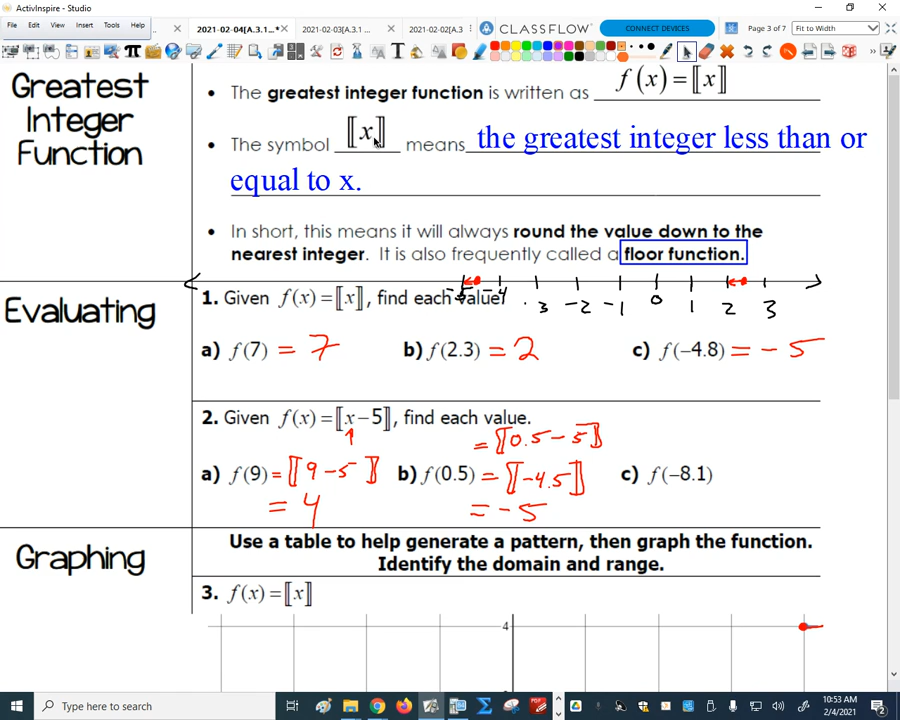 ActivInspire - Studio
File Edit View Insert Tools Help
2021-02-04(A.3.1...* 2021-02-03(A.3.1 ... 2021-02-02(A.3
CLASSFLOW CONNECT DEVICES
Page 3 of 7 Fit to Width
Greatest
Integer
Function
• The greatest integer function is written as f(x) = ⟦x⟧
• The symbol ⟦x⟧ means the greatest integer less than or
equal to x.
• In short, this means it will always round the value down to the
nearest integer. It is also frequently called a floor function.
-5 -4 -3 -2 -1 0 1 2 3
Evaluating
1. Given f(x) = ⟦x⟧, find each value.
a) f(7) = 7 b) f(2.3) = 2 c) f(−4.8) = -5
2. Given f(x) = ⟦x − 5⟧, find each value.
= ⟦0.5 - 5⟧
a) f(9) = ⟦9 - 5⟧ b) f(0.5) = ⟦-4.5⟧ c) f(−8.1)
= 4 = -5
Graphing
Use a table to help generate a pattern, then graph the function.
Identify the domain and range.
3. f(x) = ⟦x⟧
4
Type here to search
10:53 AM
2/4/2021
2